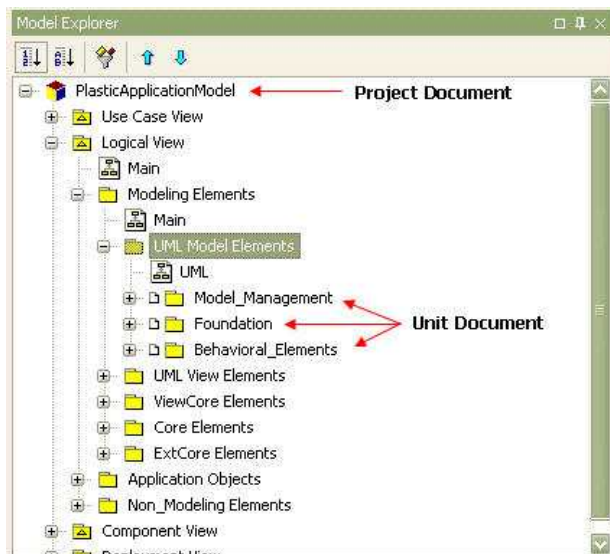 Model Explorer
PlasticApplicationModel Project Document
Use Case View
Logical View
Main
Modeling Elements
Main
UML Model Elements
UML
Model_Management
Foundation Unit Document
Behavioral_Elements
UML View Elements
ViewCore Elements
Core Elements
ExtCore Elements
Application Objects
Non_Modeling Elements
Component View
Deployment View